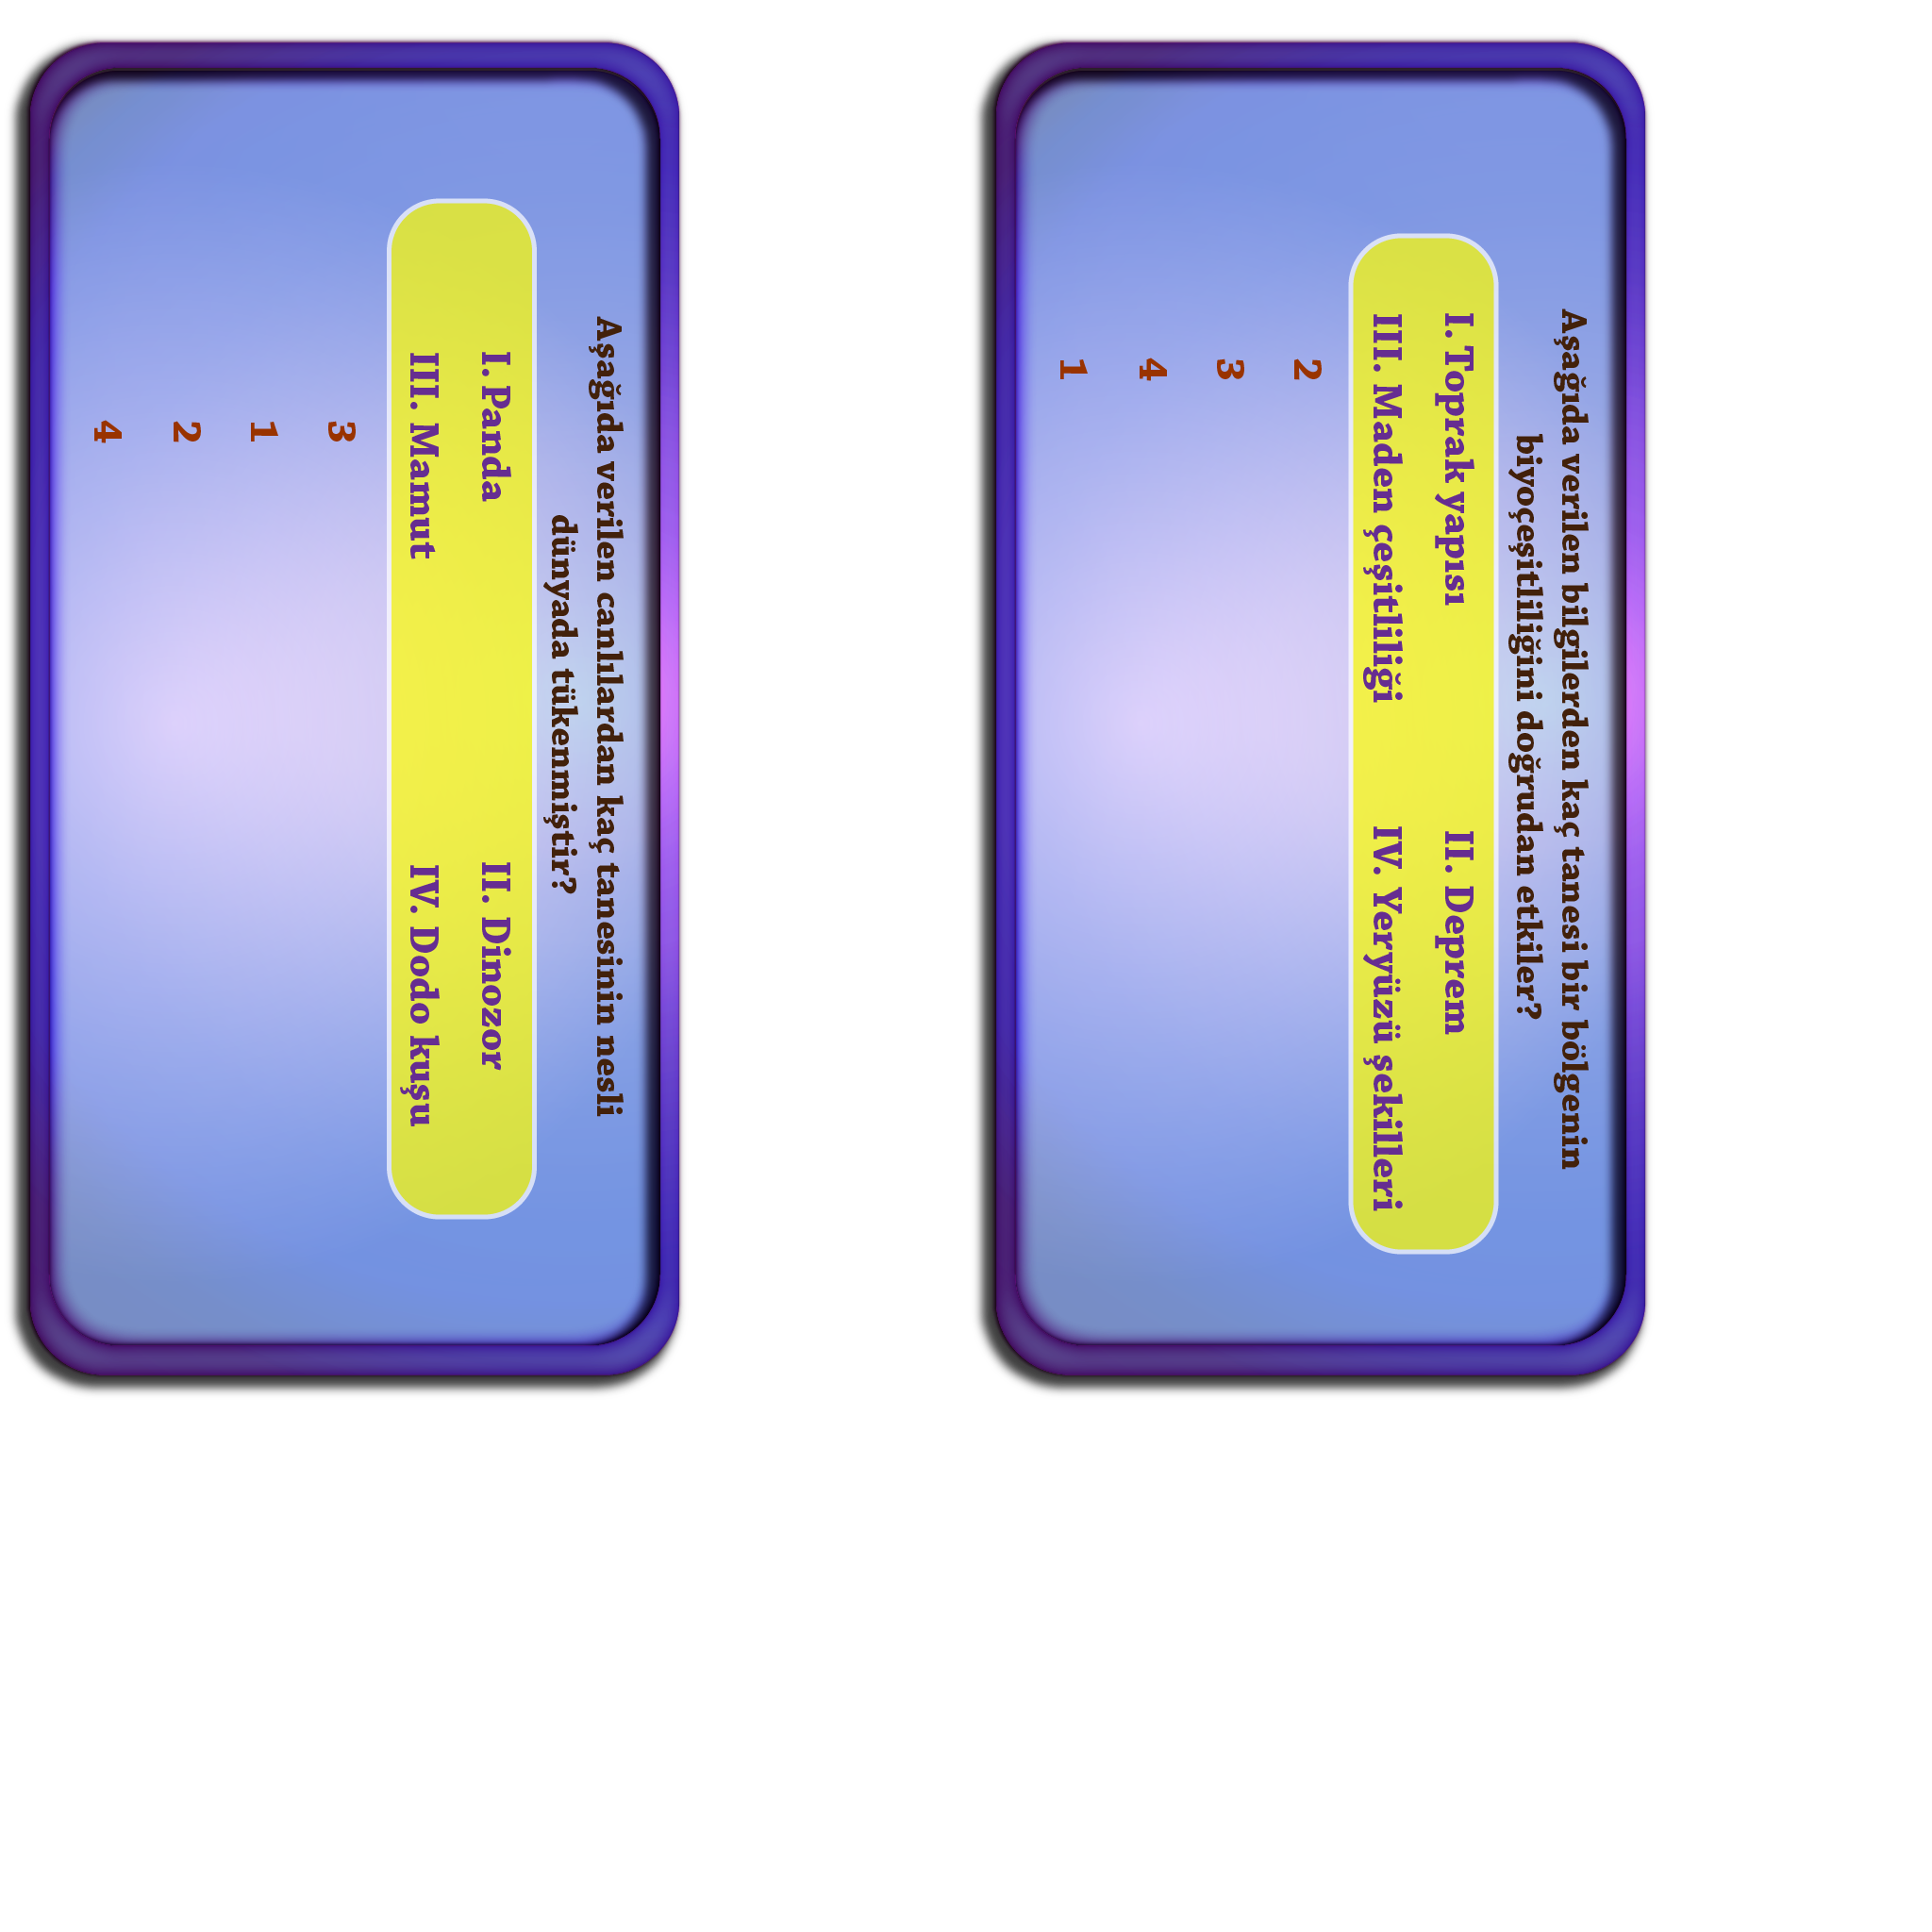 Aşağıda verilen bilgilerden kaç tanesi bir bölgenin
biyoçeşitliliğini doğrudan etkiler?
I. Toprak yapısı II. Deprem
III. Maden çeşitliliği IV. Yeryüzü şekilleri
2
3
4
1
Aşağıda verilen canlılardan kaç tanesinin nesli
dünyada tükenmiştir?
I. Panda II. Dinozor
III. Mamut IV. Dodo kuşu
3
1
2
4